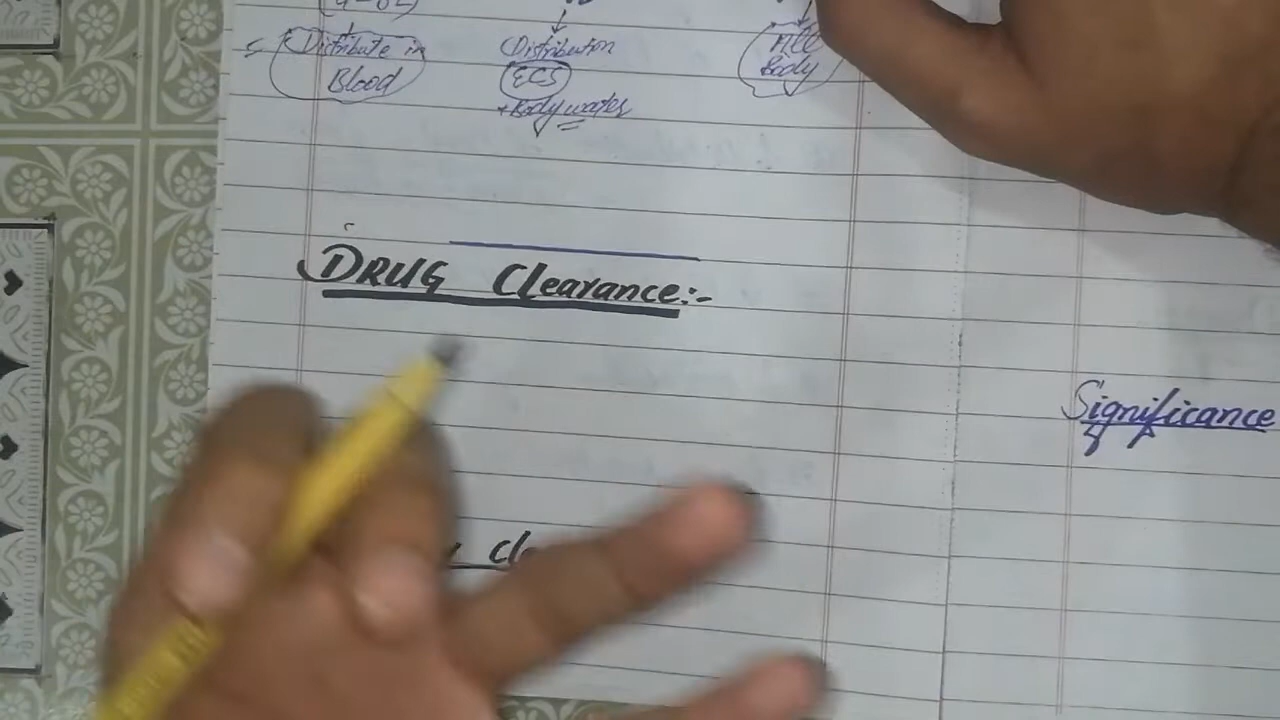 Distribute in
Blood
Distribution
ECS
+ Body water
All
Body
DRUG Clearance:-
Significance